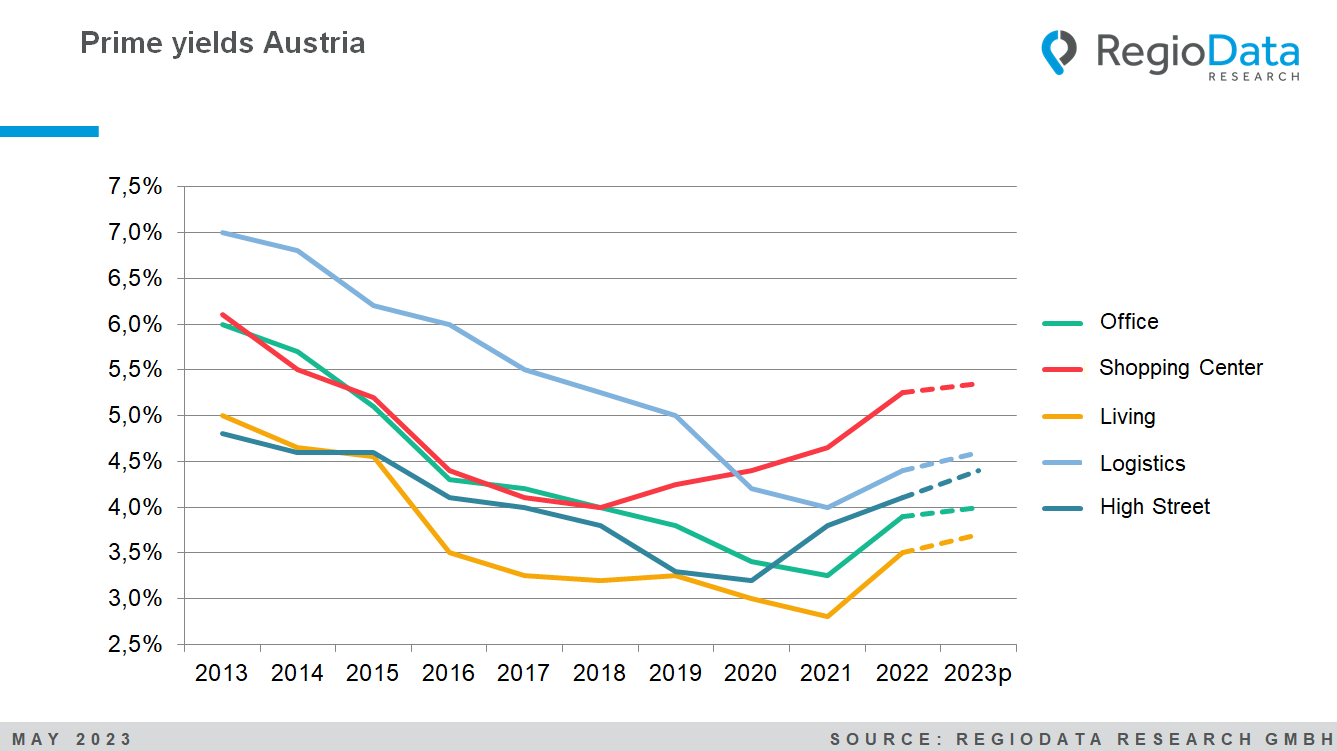 Prime yields Austria
RegioData
RESEARCH
7,5%
7,0%
6,5%
6,0%
5,5%
5,0%
4,5%
4,0%
3,5%
3,0%
2,5%
2013 2014 2015 2016 2017 2018 2019 2020 2021 2022 2023p
Office
Shopping Center
Living
Logistics
High Street
MAY 2023
SOURCE: REGIODATA RESEARCH GMBH